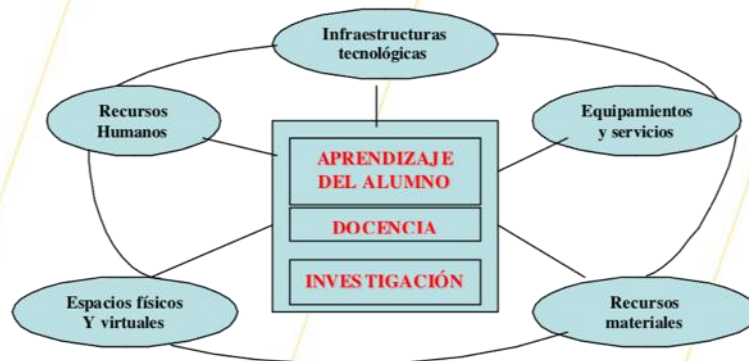 Infraestructuras
tecnológicas
Recursos
Humanos
Equipamientos
y servicios
APRENDIZAJE
DEL ALUMNO
DOCENCIA
INVESTIGACIÓN
Espacios físicos
Y virtuales
Recursos
materiales